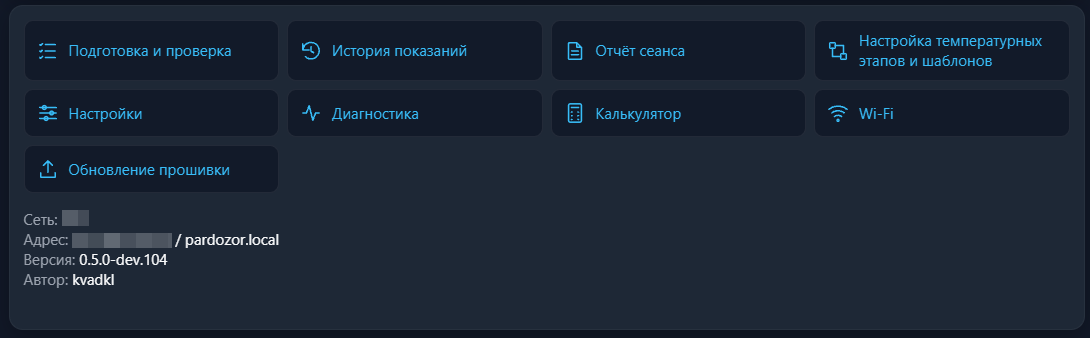 Подготовка и проверка
История показаний
Отчёт сеанса
Настройка температурных
этапов и шаблонов
Настройки
Диагностика
Калькулятор
Wi-Fi
Обновление прошивки
Сеть:
Адрес: / pardozor.local
Версия: 0.5.0-dev.104
Автор: kvadkl